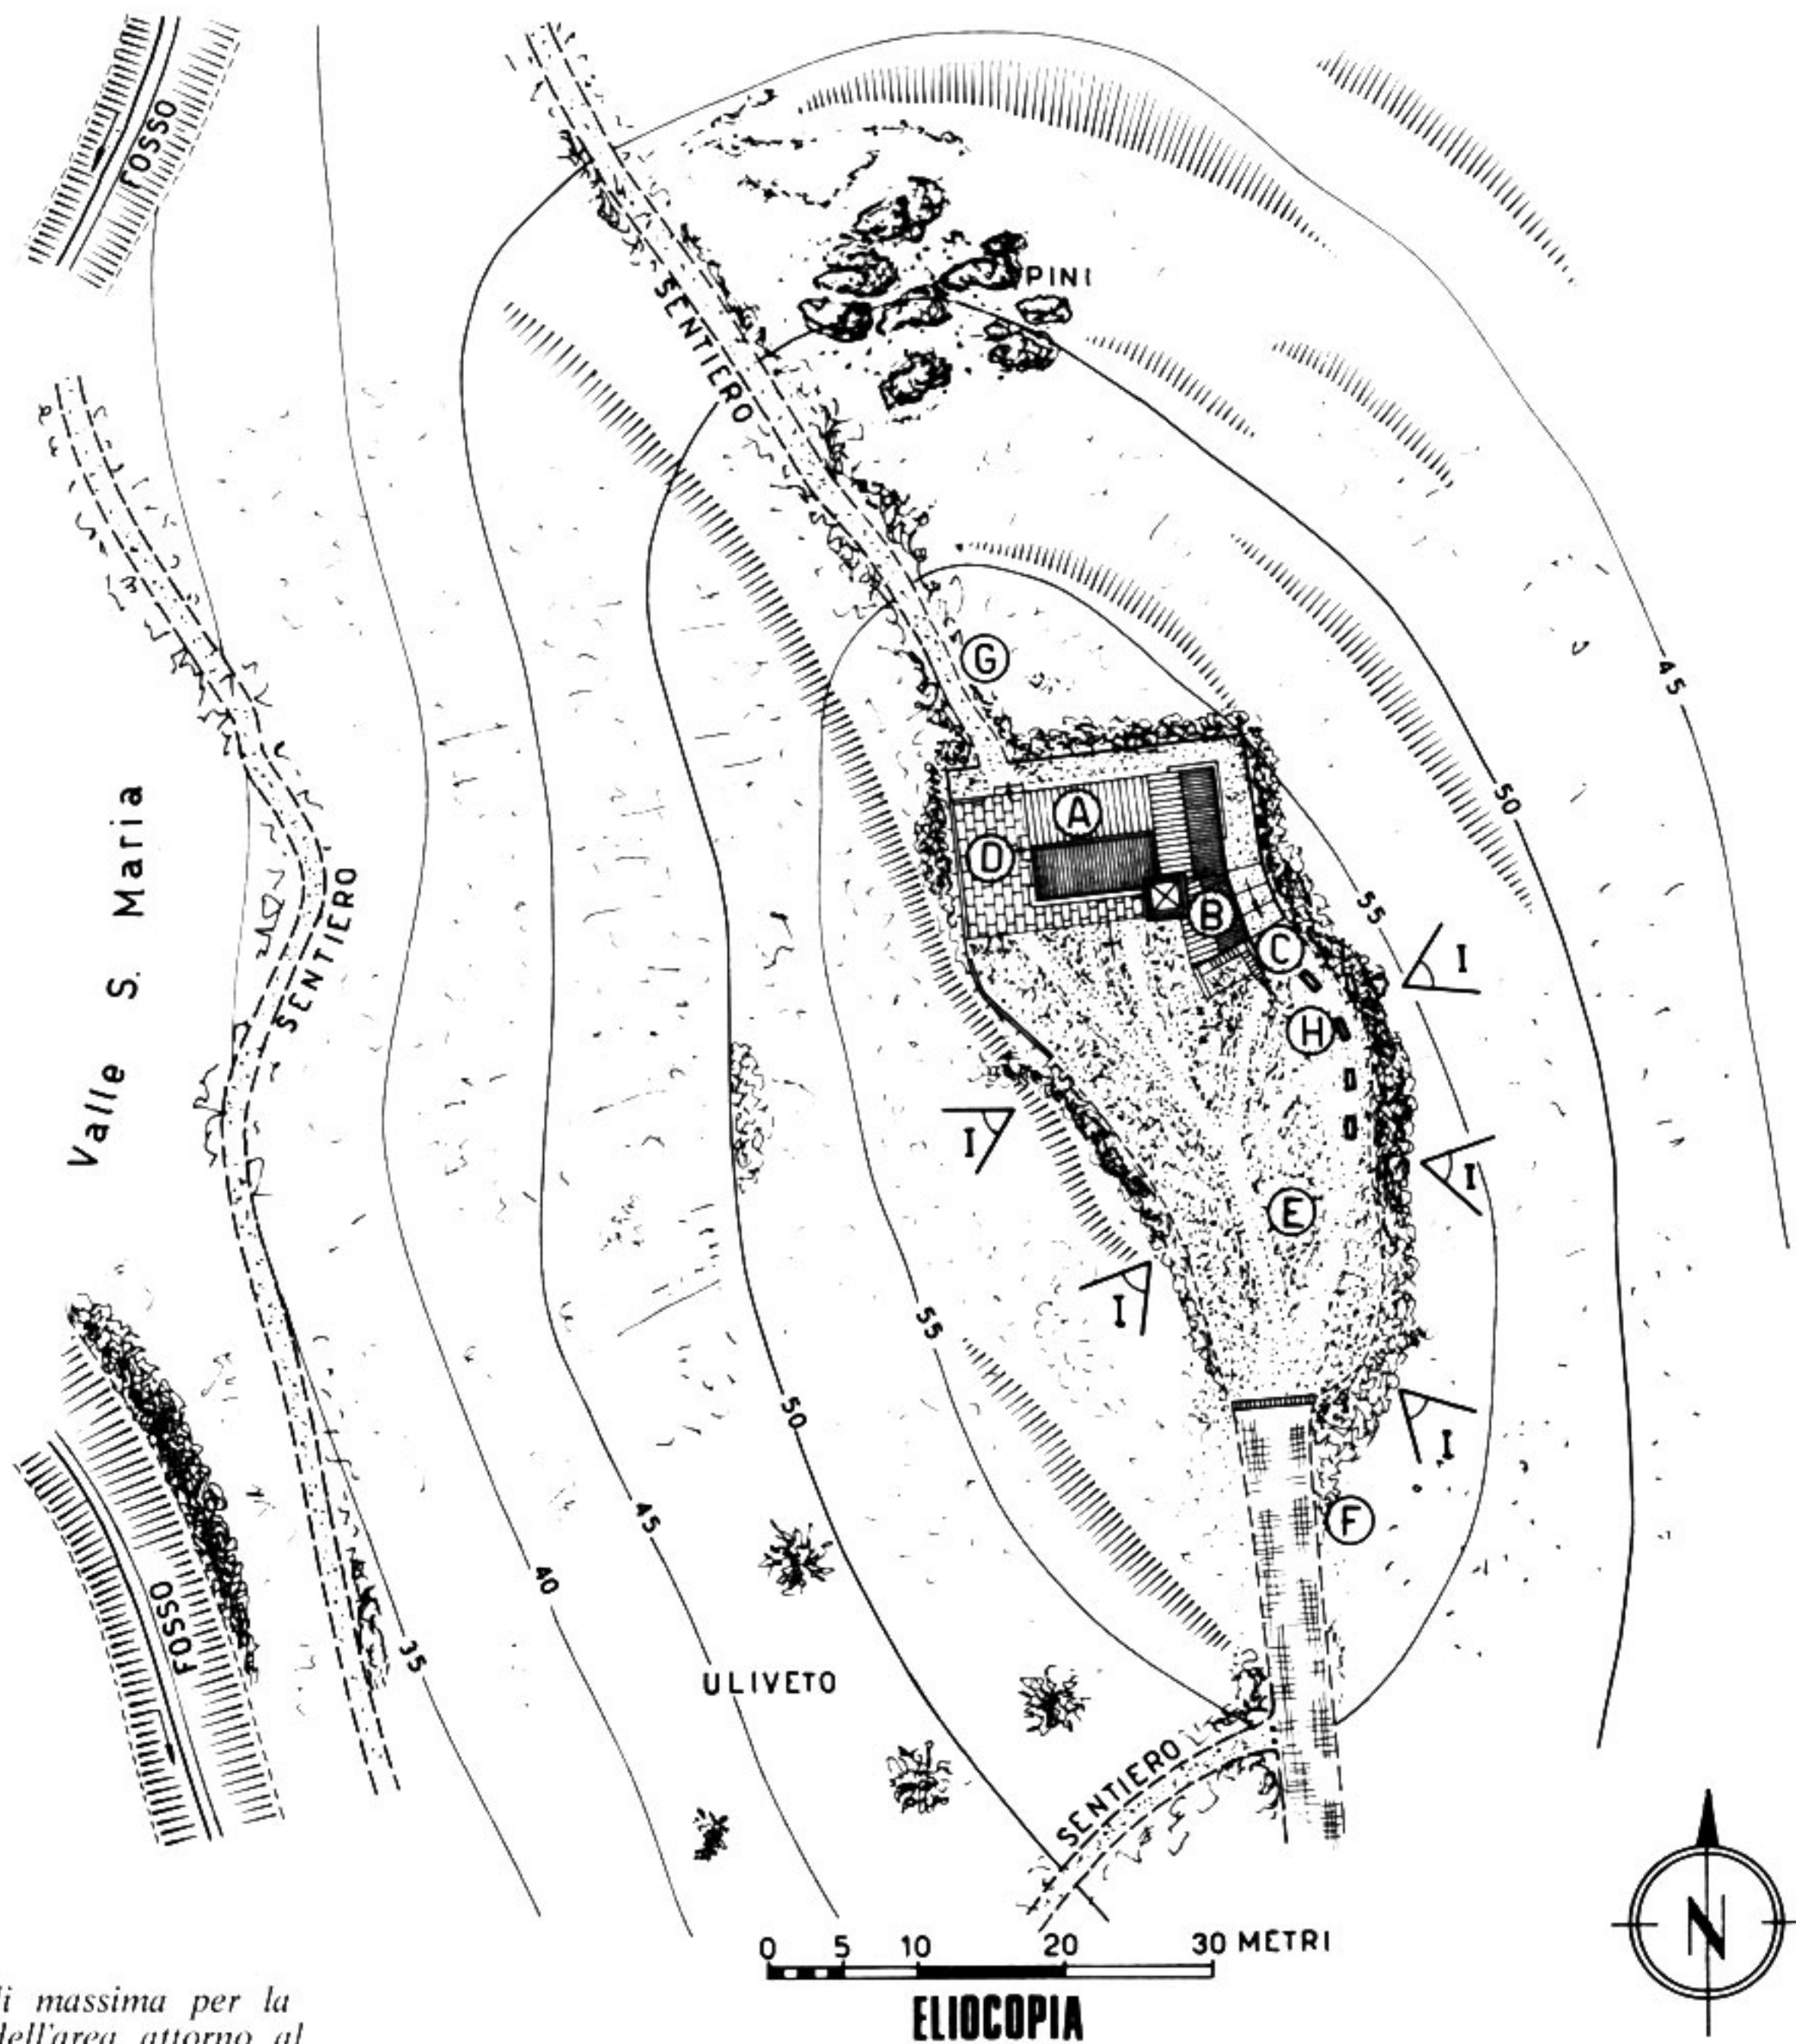 FOSSO
SENTIERO
PINI
G
45
50
A
D
B
55
C
I
H
Valle S. Maria
SENTIERO
I
I
E
I
55
50
I
F
45
40
FOSSO
35
ULIVETO
SENTIERO
0 5 10 20 30 METRI
N
ELIOCOPIA
di massima per la
dell'area attorno al